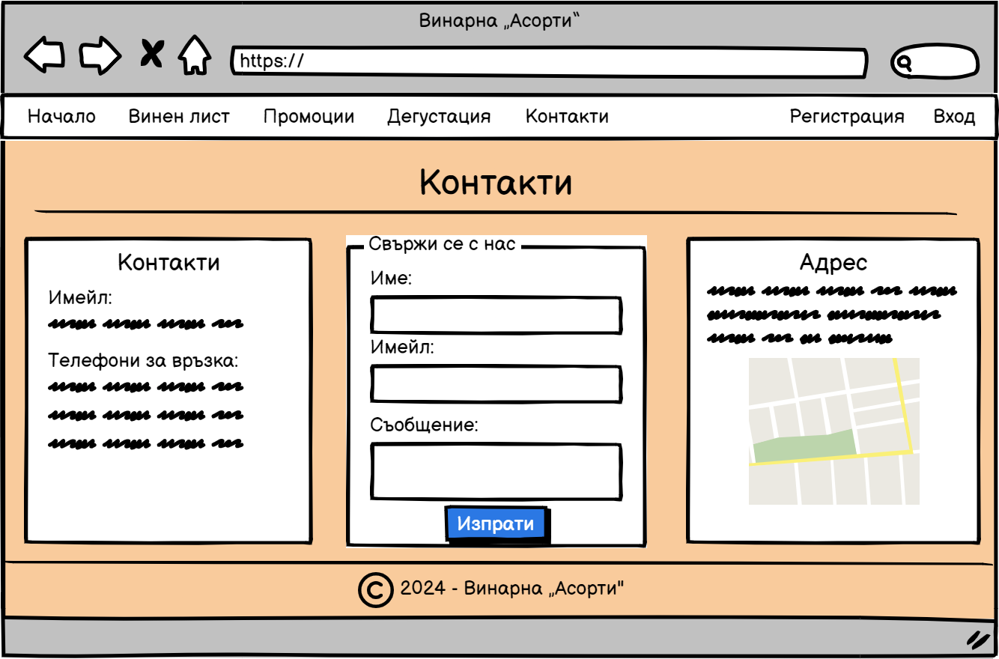 Винарна „Асорти“
https://
Начало Винен лист Промоции Дегустация Контакти Регистрация Вход
Контакти
Контакти
Имейл:
Телефони за връзка:
Свържи се с нас
Име:
Имейл:
Съобщение:
Изпрати
Адрес
© 2024 - Винарна „Асорти"